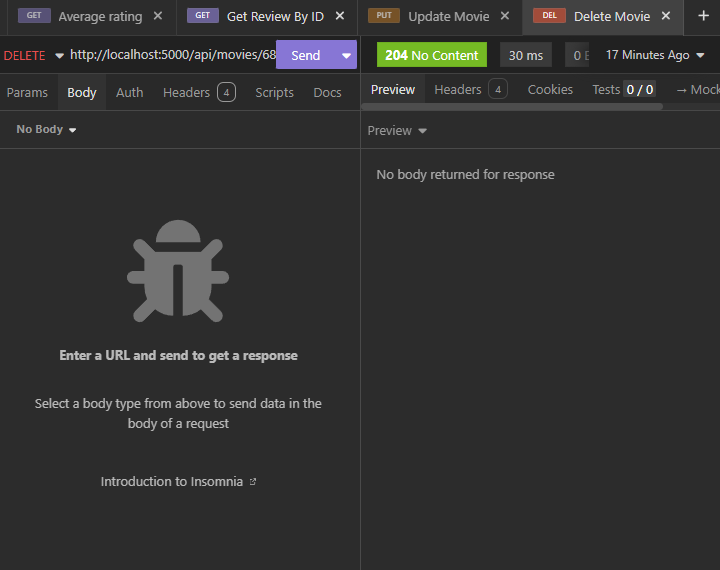 GET Average rating GET Get Review By ID PUT Update Movie DEL Delete Movie
DELETE http://localhost:5000/api/movies/68 Send 204 No Content 30 ms 0 17 Minutes Ago
Params Body Auth Headers 4 Scripts Docs Preview Headers 4 Cookies Tests 0 / 0 → Mock
No Body Preview
No body returned for response
Enter a URL and send to get a response
Select a body type from above to send data in the
body of a request
Introduction to Insomnia